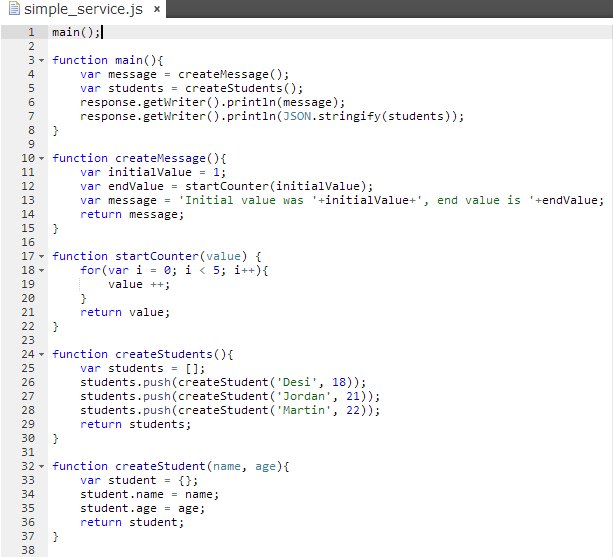 simple_service.js ×
1 main();
2
3 function main(){
4     var message = createMessage();
5     var students = createStudents();
6     response.getWriter().println(message);
7     response.getWriter().println(JSON.stringify(students));
8 }
9
10 function createMessage(){
11     var initialValue = 1;
12     var endValue = startCounter(initialValue);
13     var message = 'Initial value was '+initialValue+', end value is '+endValue;
14     return message;
15 }
16
17 function startCounter(value) {
18     for(var i = 0; i < 5; i++){
19         value ++;
20     }
21     return value;
22 }
23
24 function createStudents(){
25     var students = [];
26     students.push(createStudent('Desi', 18));
27     students.push(createStudent('Jordan', 21));
28     students.push(createStudent('Martin', 22));
29     return students;
30 }
31
32 function createStudent(name, age){
33     var student = {};
34     student.name = name;
35     student.age = age;
36     return student;
37 }
38